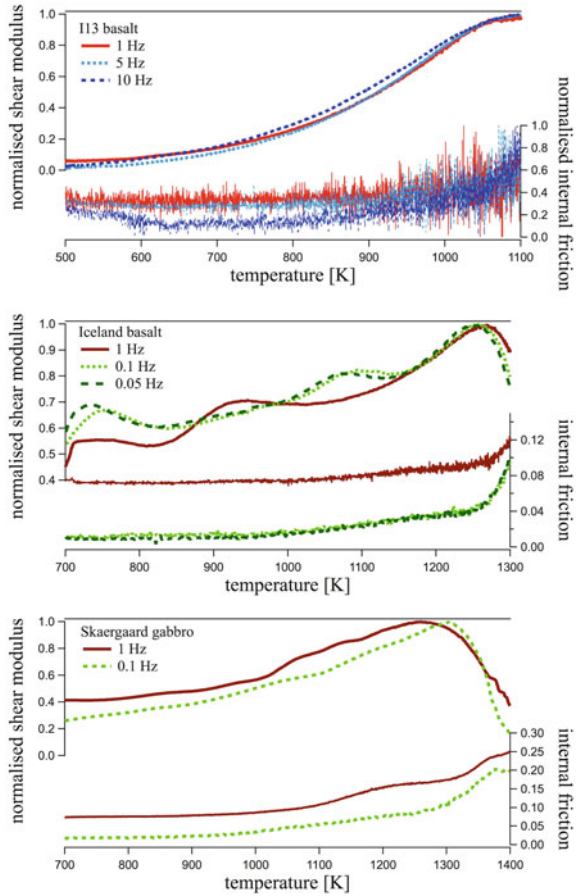 normalised shear modulus
1.0
0.8
0.6
0.4
0.2
0.0
I13 basalt
1 Hz
5 Hz
10 Hz
normaliesd internal friction
1.0
0.8
0.6
0.4
0.2
0.0
500
600
700
800
900
1000
1100
temperature [K]
normalised shear modulus
1.0
0.9
0.8
0.7
0.6
0.5
0.4
Iceland basalt
1 Hz
0.1 Hz
0.05 Hz
internal friction
0.12
0.08
0.04
0.00
700
800
900
1000
1100
1200
1300
temperature [K]
normalised shear modulus
1.0
0.8
0.6
0.4
0.2
0.0
Skaergaard gabbro
1 Hz
0.1 Hz
internal friction
0.30
0.25
0.20
0.15
0.10
0.05
0.00
700
800
900
1000
1100
1200
1300
1400
temperature [K]